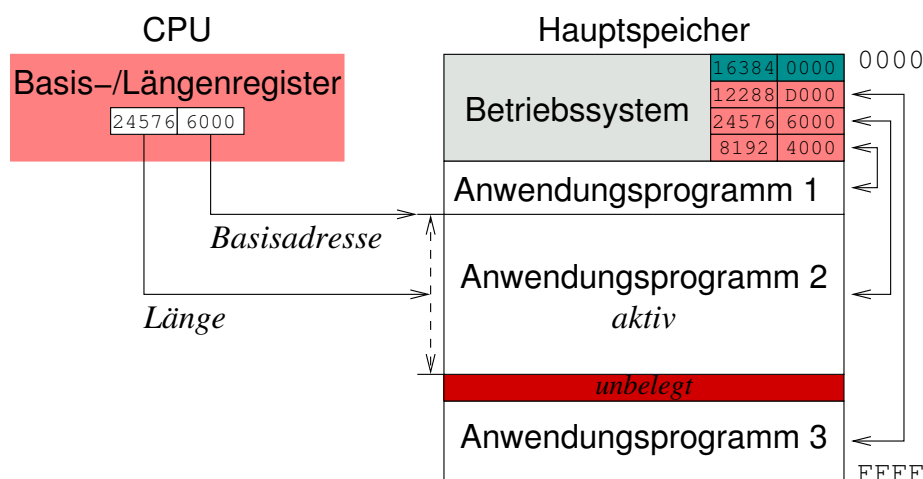 CPU
Hauptspeicher
Basis–/Längenregister
24576 6000
Betriebssystem
16384 0000
12288 D000
24576 6000
8192 4000
0000
Anwendungsprogramm 1
Basisadresse
Anwendungsprogramm 2
aktiv
Länge
unbelegt
Anwendungsprogramm 3
FFFF